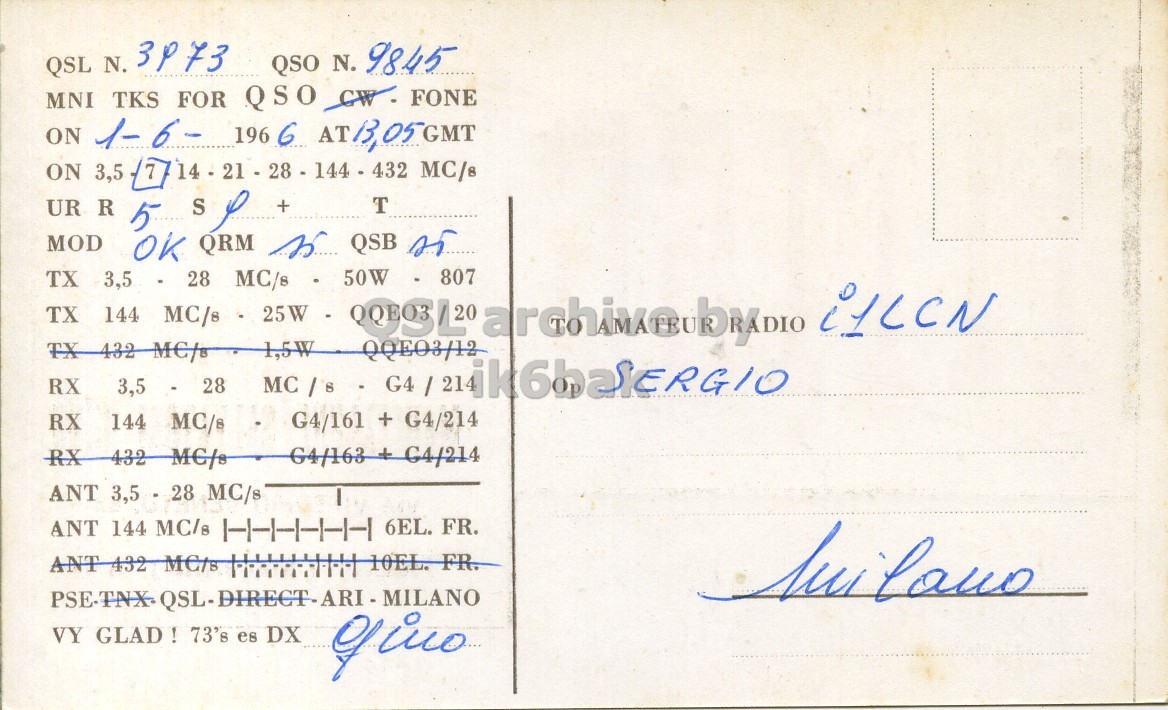 QSL N. 3973 QSO N. 9845
MNI TKS FOR QSO CW - FONE
ON 1-6- 1966 AT 13,05 GMT
ON 3,5 - 7 - 14 - 21 - 28 - 144 - 432 MC/s
UR R 5 S 9 + T
MOD OK QRM sì QSB sì
TX 3,5 - 28 MC/s - 50W - 807
TX 144 MC/s - 25W - QQEO3/20
TX 432 MC/s - 1,5W - QQEO3/12
RX 3,5 - 28 MC/s - G4/214
RX 144 MC/s - G4/161 + G4/214
RX 432 MC/s - G4/163 + G4/214
ANT 3,5 - 28 MC/s
ANT 144 MC/s 6EL. FR.
ANT 432 MC/s 10EL. FR.
PSE-TNX-QSL-DIRECT-ARI - MILANO
VY GLAD ! 73's es DX Gino
QSL archive by
ik6bak
TO AMATEUR RADIO i1LCN
Op SERGIO
Milano